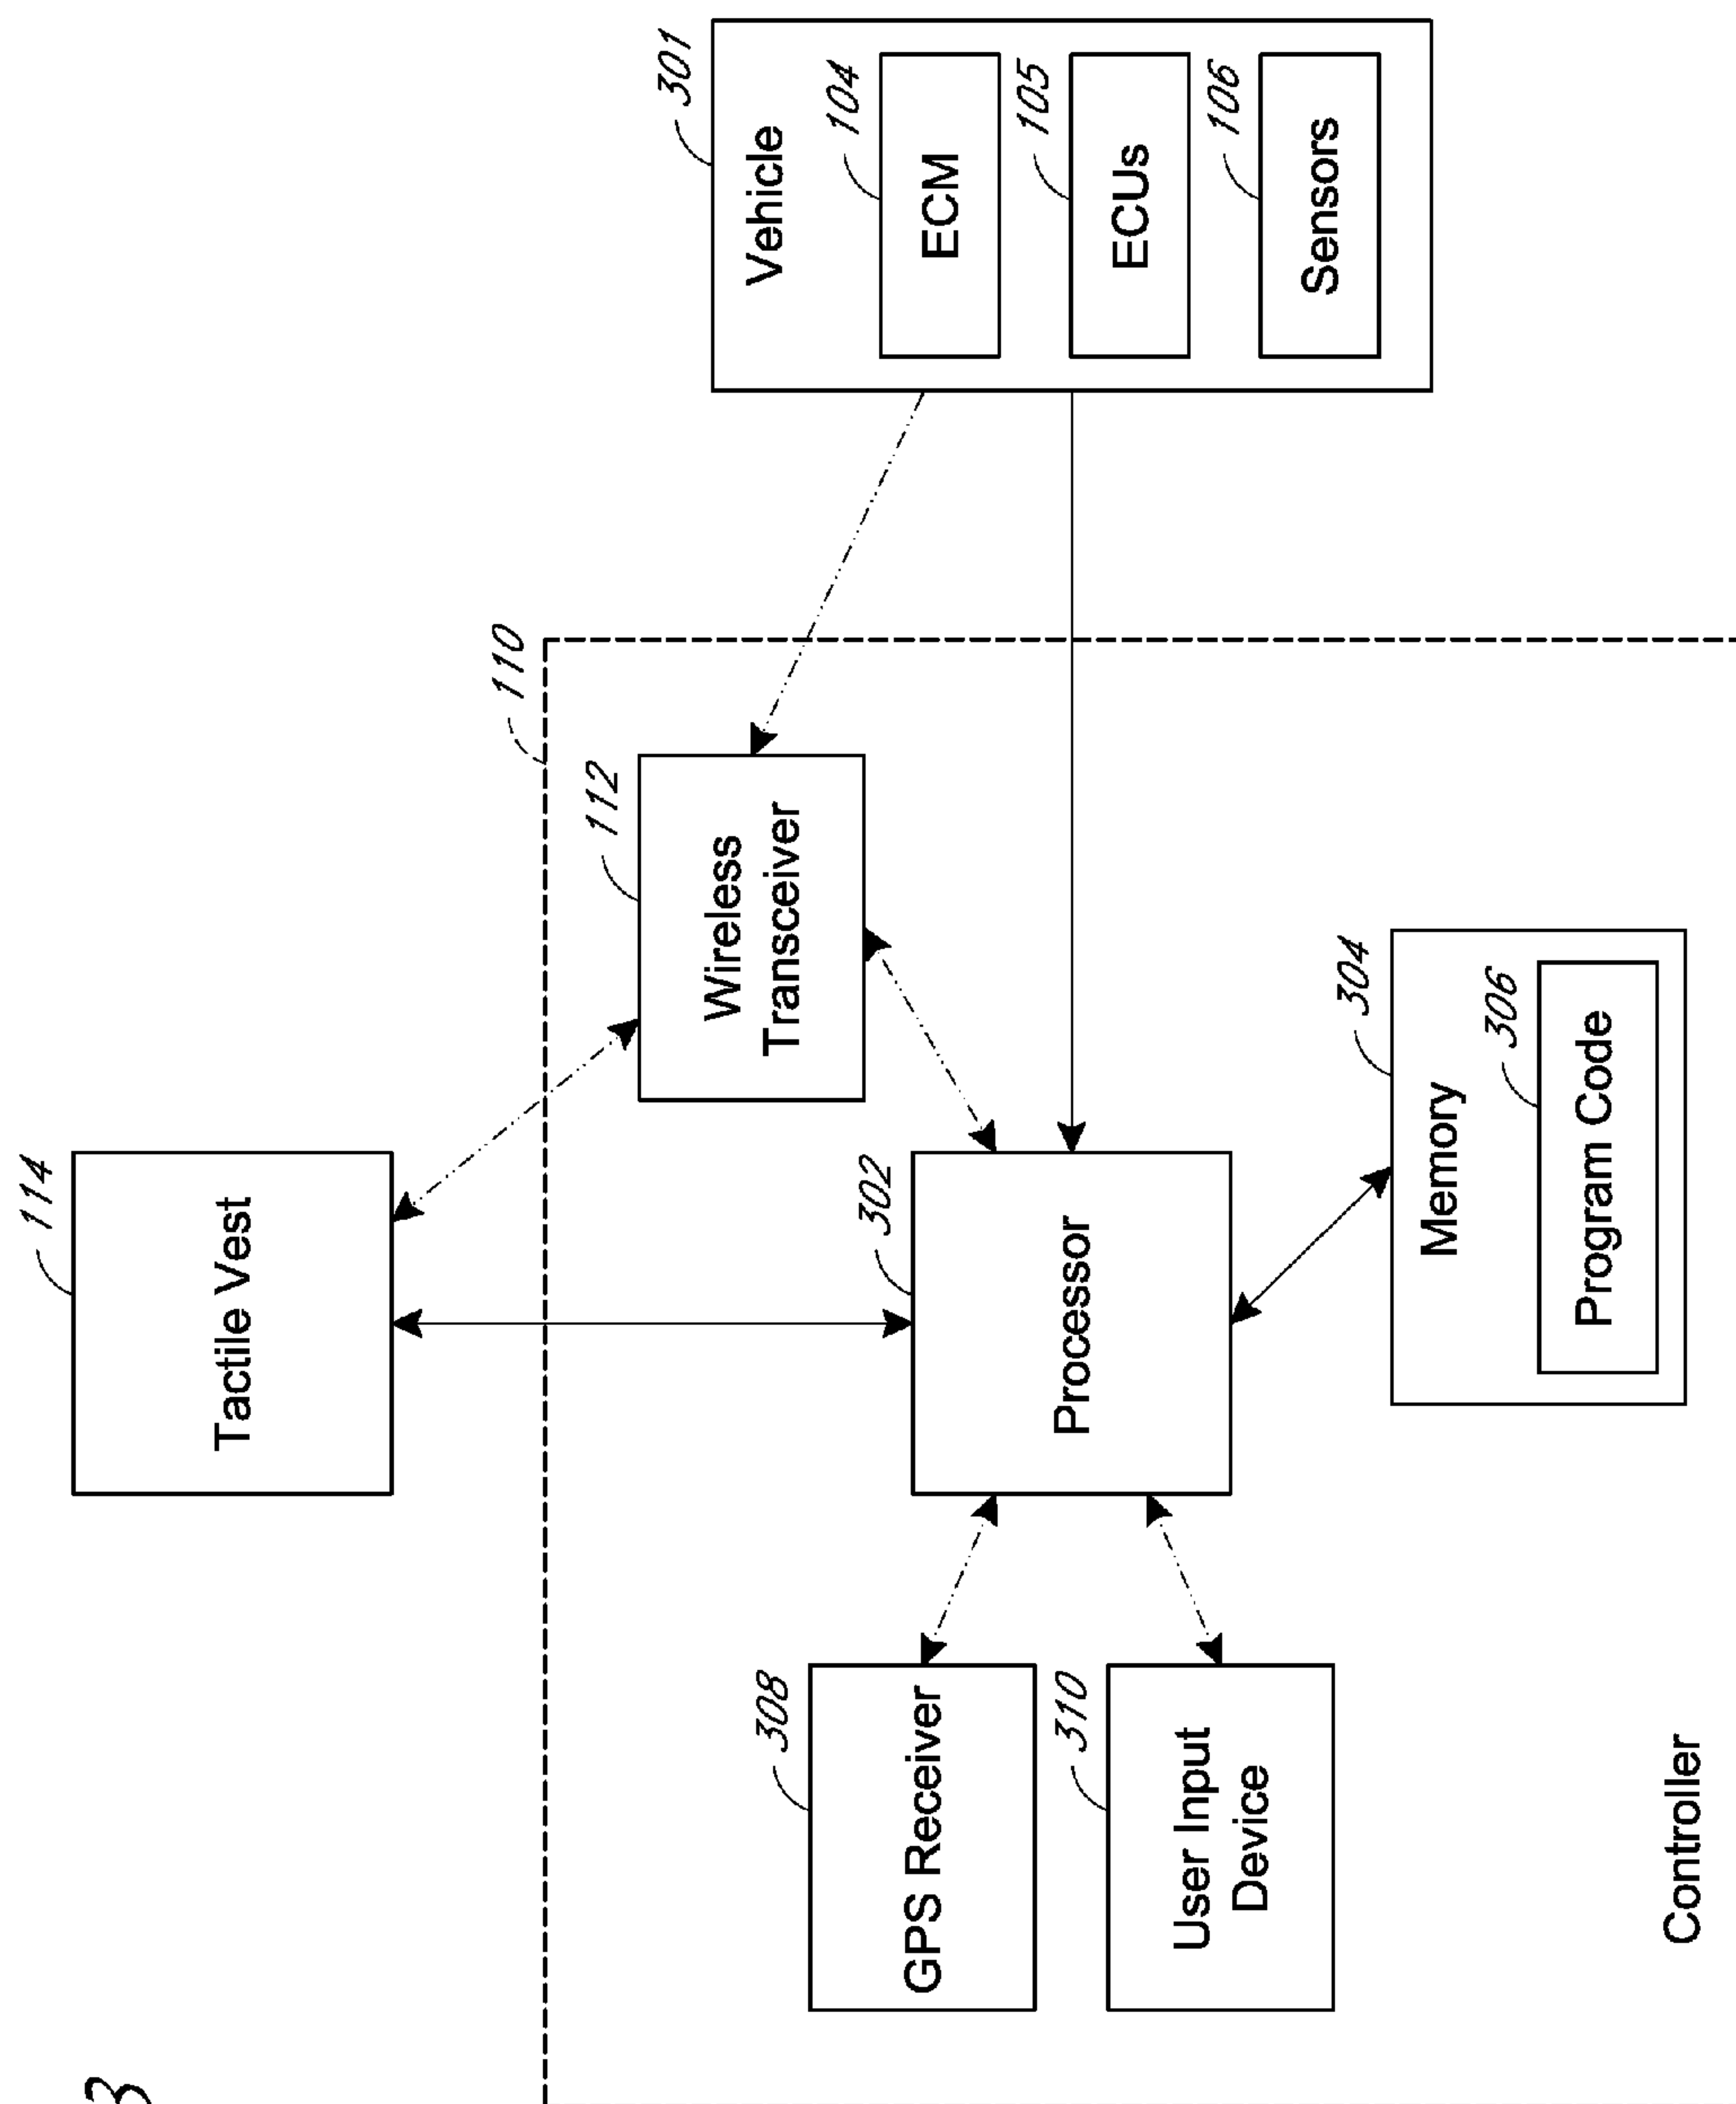 3
114
Tactile Vest
110
112
Wireless
Transceiver
301
Vehicle
104
ECM
105
ECUs
106
Sensors
308
GPS Receiver
310
User Input
Device
302
Processor
304
Memory
306
Program Code
Controller